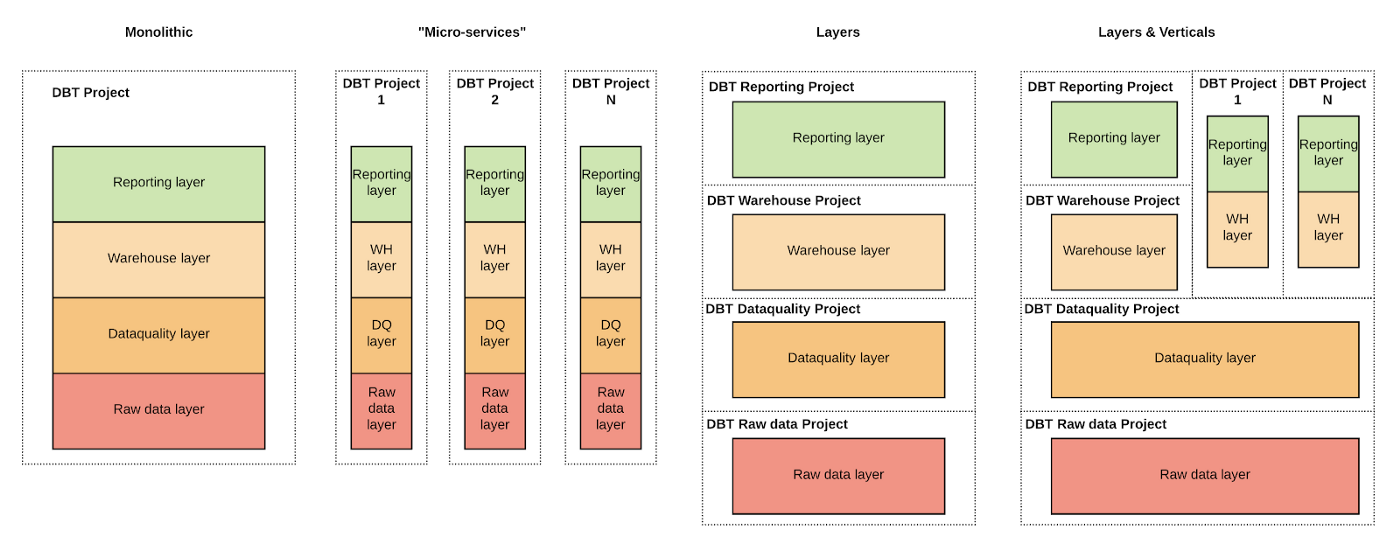 Monolithic
DBT Project
Reporting layer
Warehouse layer
Dataquality layer
Raw data layer
"Micro-services"
DBT Project
1
Reporting
layer
WH
layer
DQ
layer
Raw
data
layer
DBT Project
2
Reporting
layer
WH
layer
DQ
layer
Raw
data
layer
DBT Project
N
Reporting
layer
WH
layer
DQ
layer
Raw
data
layer
Layers
DBT Reporting Project
Reporting layer
DBT Warehouse Project
Warehouse layer
DBT Dataquality Project
Dataquality layer
DBT Raw data Project
Raw data layer
Layers & Verticals
DBT Reporting Project
Reporting layer
DBT Warehouse Project
Warehouse layer
DBT Project
1
Reporting
layer
WH
layer
DBT Project
N
Reporting
layer
WH
layer
DBT Dataquality Project
Dataquality layer
DBT Raw data Project
Raw data layer